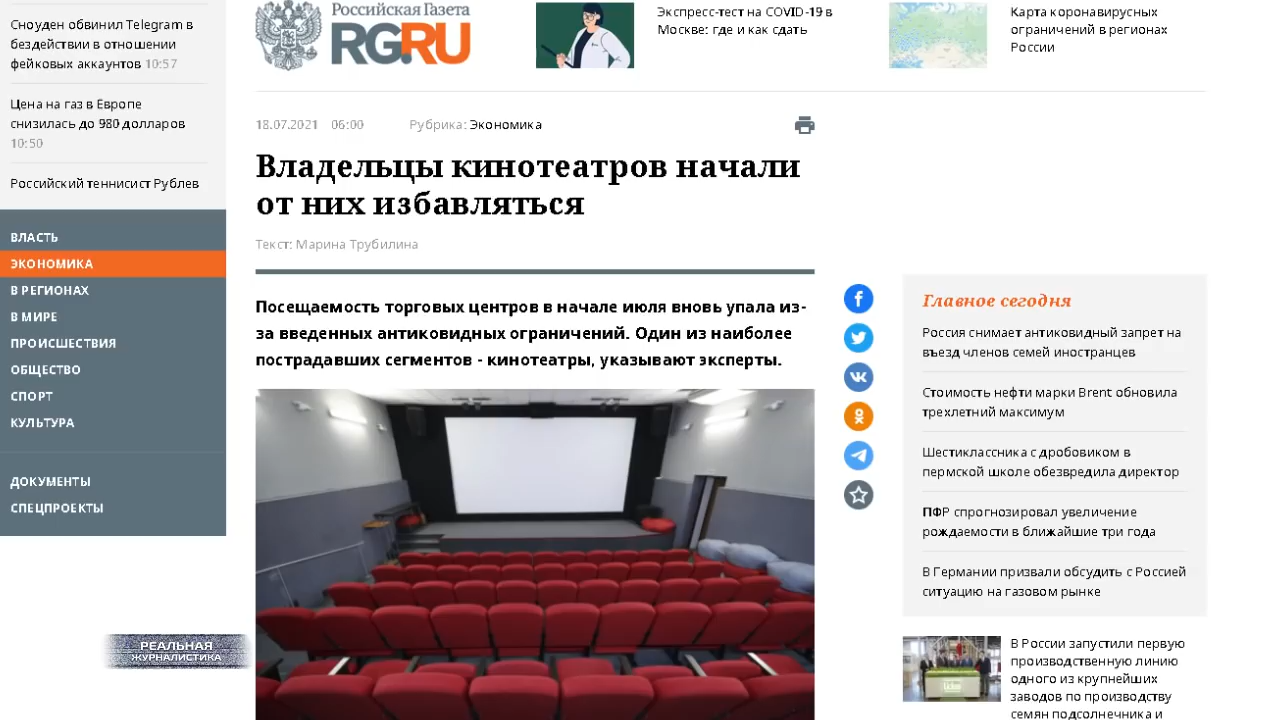 Сноуден обвинил Telegram в
бездействии в отношении
фейковых аккаунтов 10:57
Цена на газ в Европе
снизилась до 980 долларов
10:50
Российский теннисист Рублев
ВЛАСТЬ
ЭКОНОМИКА
В РЕГИОНАХ
В МИРЕ
ПРОИСШЕСТВИЯ
ОБЩЕСТВО
СПОРТ
КУЛЬТУРА
ДОКУМЕНТЫ
СПЕЦПРОЕКТЫ
Российская Газета
RG.RU
Экспресс-тест на COVID-19 в
Москве: где и как сдать
Карта коронавирусных
ограничений в регионах
России
18.07.2021 06:00 Рубрика: Экономика
Владельцы кинотеатров начали
от них избавляться
Текст: Марина Трубилина
Посещаемость торговых центров в начале июля вновь упала из-
за введенных антиковидных ограничений. Один из наиболее
пострадавших сегментов - кинотеатры, указывают эксперты.
Главное сегодня
Россия снимает антиковидный запрет на
въезд членов семей иностранцев
Стоимость нефти марки Brent обновила
трехлетний максимум
Шестиклассника с дробовиком в
пермской школе обезвредила директор
ПФР спрогнозировал увеличение
рождаемости в ближайшие три года
В Германии призвали обсудить с Россией
ситуацию на газовом рынке
В России запустили первую
производственную линию
одного из крупнейших
заводов по производству
семян подсолнечника и
РЕАЛЬНАЯ
ЖУРНАЛИСТИКА